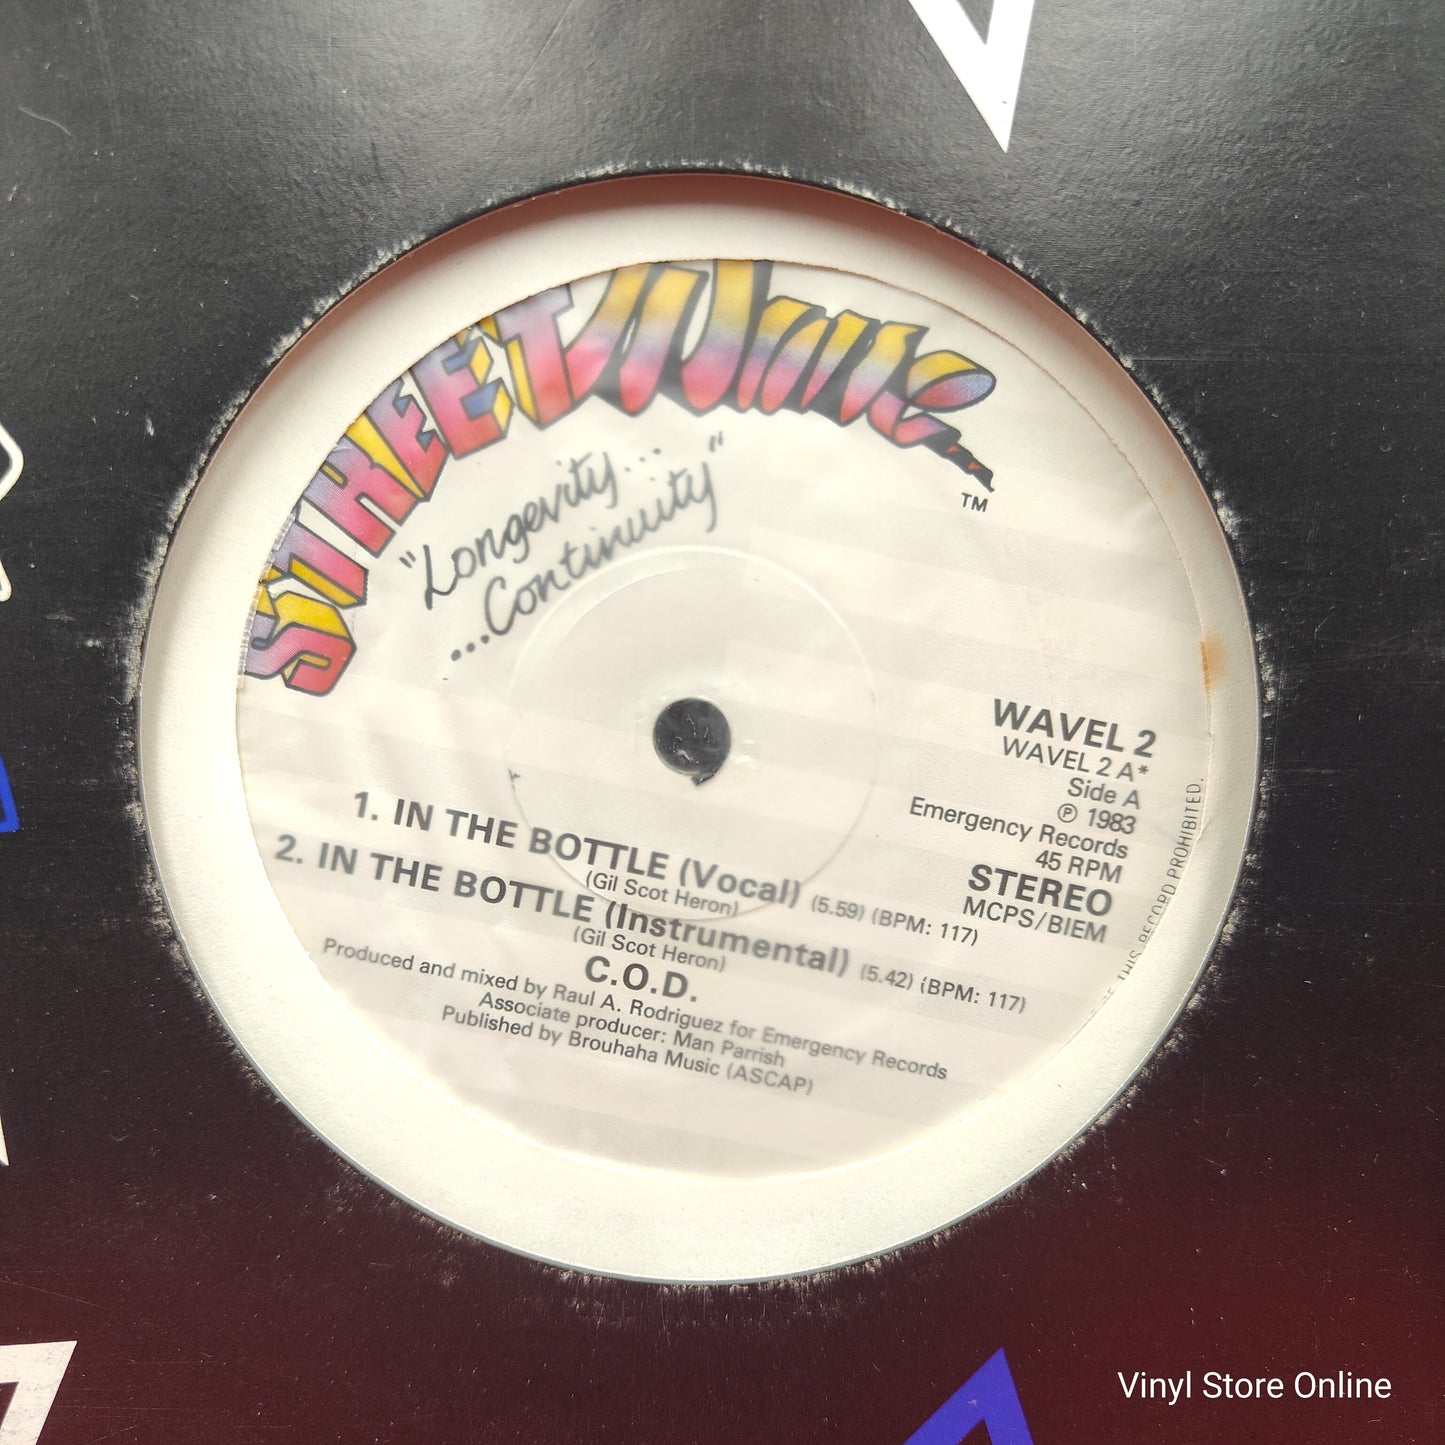 STREETWave
TM
"Longevity...
...Continuity"
WAVEL 2
WAVEL 2 A*
Side A
℗ 1983
Emergency Records
45 RPM
STEREO
MCPS/BIEM
1. IN THE BOTTLE (Vocal) (5.59) (BPM: 117)
(Gil Scot Heron)
2. IN THE BOTTLE (Instrumental) (5.42) (BPM: 117)
(Gil Scot Heron)
C.O.D.
Produced and mixed by Raul A. Rodriguez for Emergency Records
Associate producer: Man Parrish
Published by Brouhaha Music (ASCAP)
THIS RECORD PROHIBITED.
Vinyl Store Online